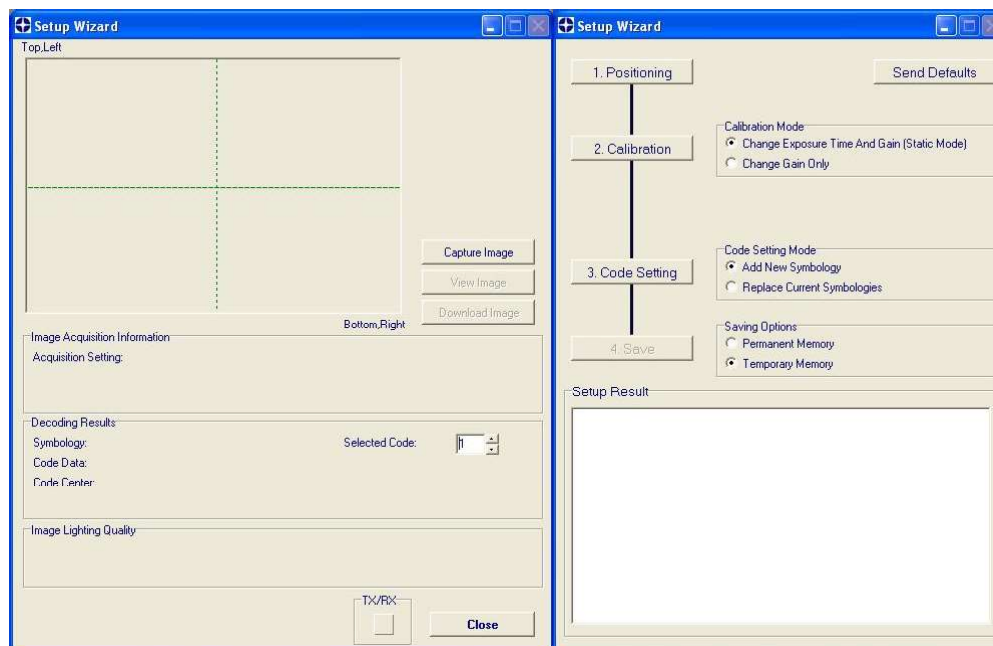 Setup Wizard
Top,Left
Capture Image
View Image
Download Image
Bottom,Right
Image Acquisition Information
Acquisition Setting:
Decoding Results
Symbology:
Selected Code: 1
Code Data:
Code Center:
Image Lighting Quality
TX/RX
Close
Setup Wizard
1. Positioning
Send Defaults
Calibration Mode
2. Calibration
Change Exposure Time And Gain (Static Mode)
Change Gain Only
Code Setting Mode
3. Code Setting
Add New Symbology
Replace Current Symbologies
Saving Options
4. Save
Permanent Memory
Temporary Memory
Setup Result